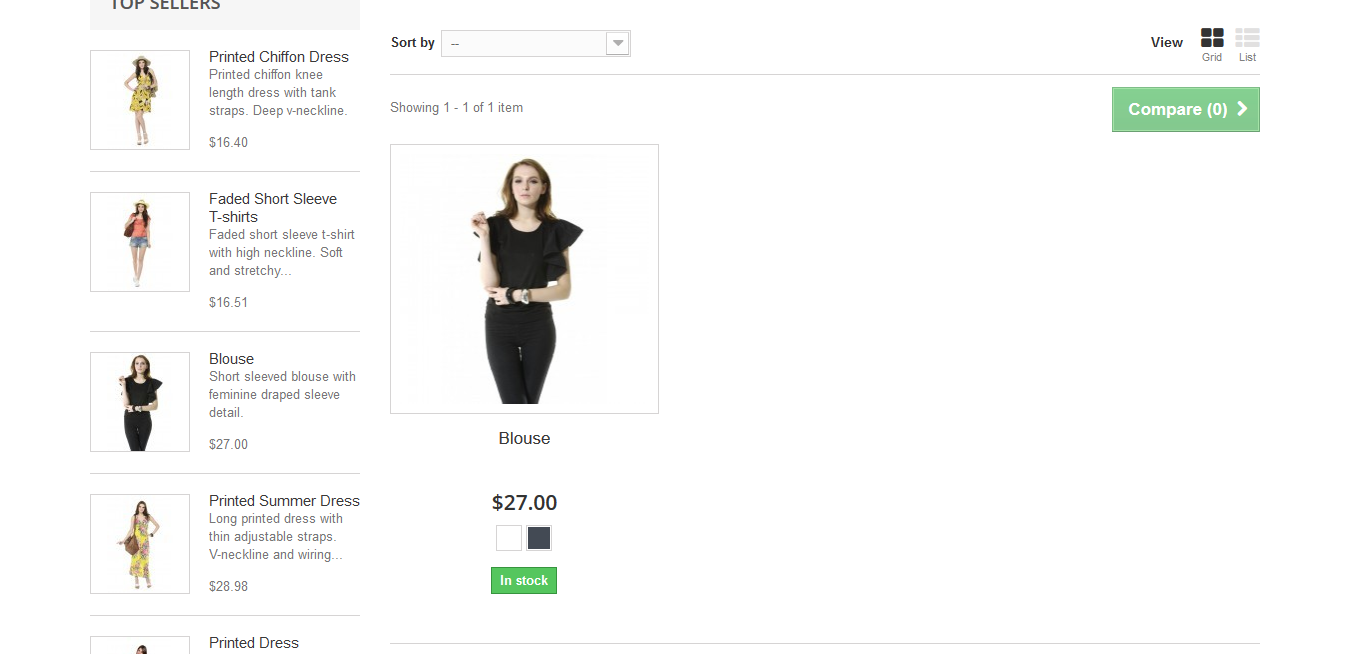 TOP SELLERS
Printed Chiffon Dress
Printed chiffon knee
length dress with tank
straps. Deep v-neckline.
$16.40
Faded Short Sleeve
T-shirts
Faded short sleeve t-shirt
with high neckline. Soft
and stretchy...
$16.51
Blouse
Short sleeved blouse with
feminine draped sleeve
detail.
$27.00
Printed Summer Dress
Long printed dress with
thin adjustable straps.
V-neckline and wiring...
$28.98
Printed Dress
Sort by --
View
Grid
List
Showing 1 - 1 of 1 item
Compare (0)
Blouse
$27.00
In stock